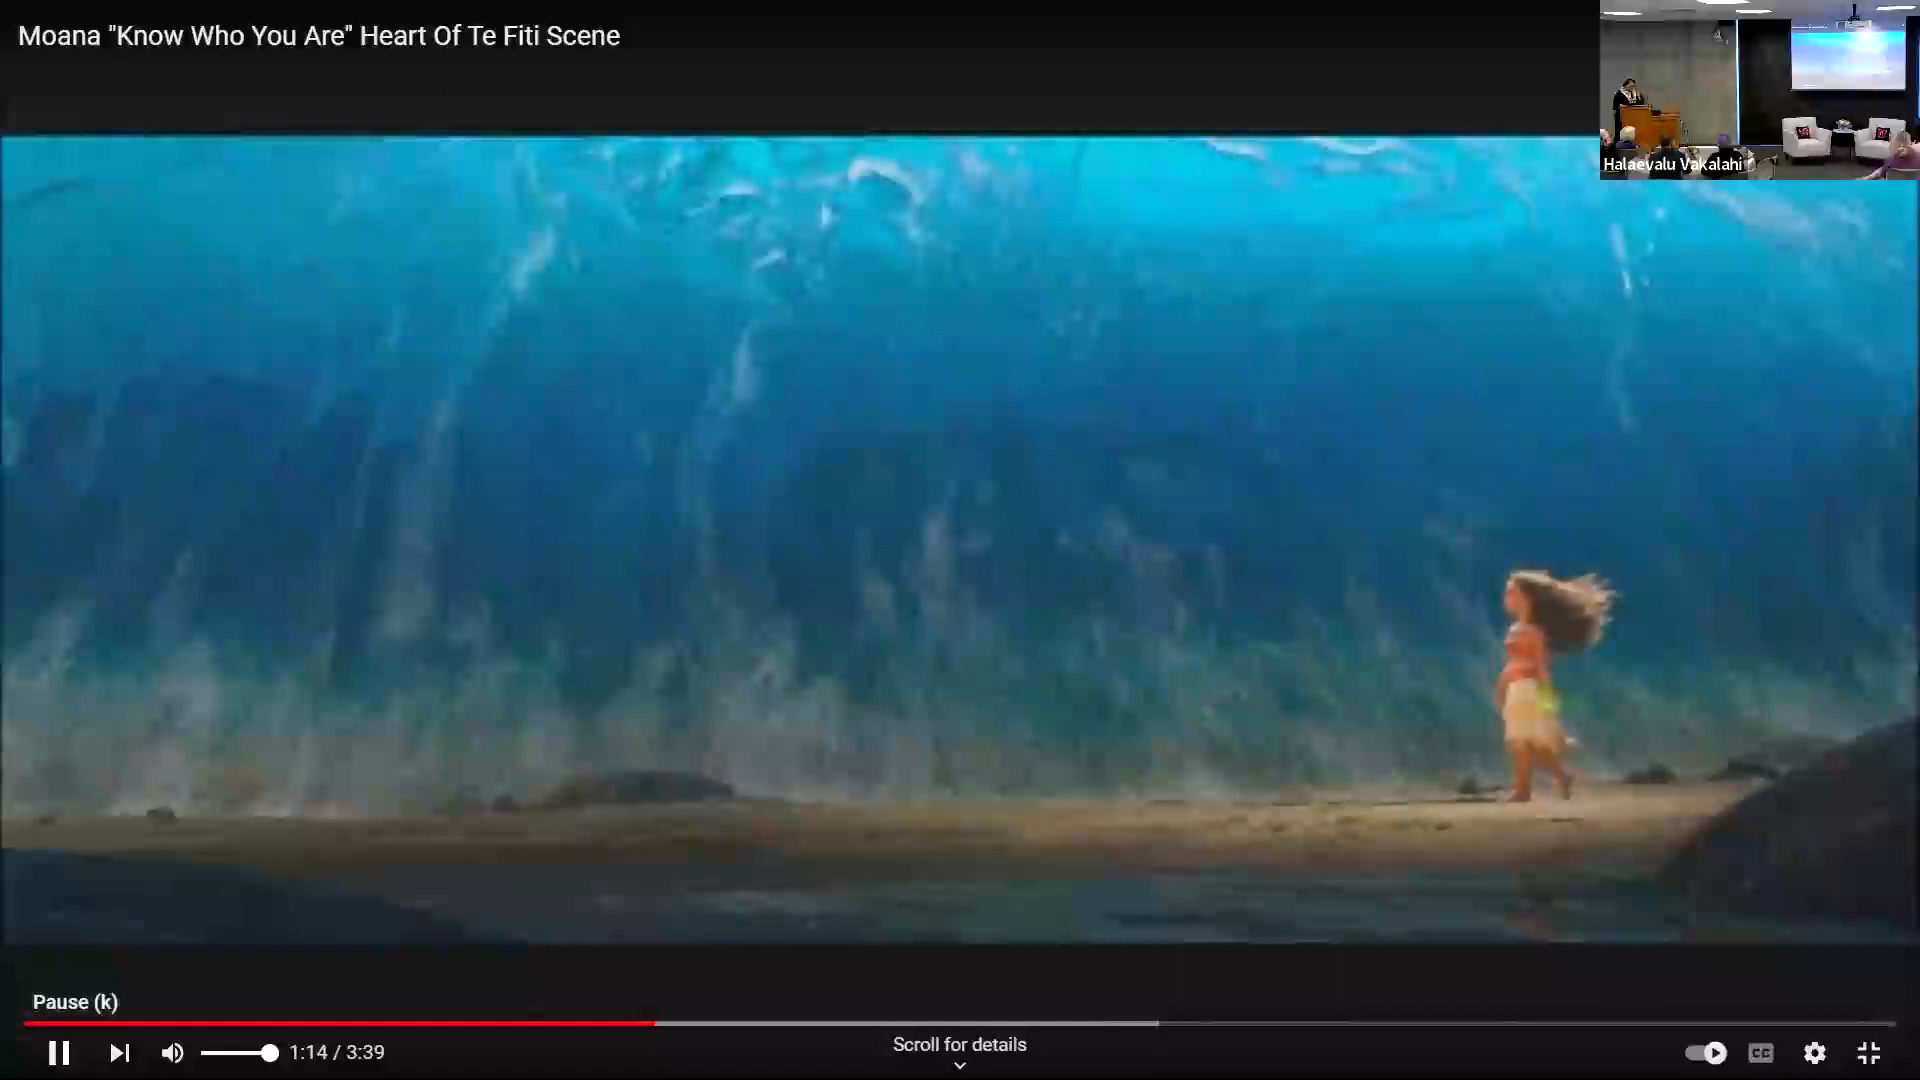 Moana "Know Who You Are" Heart Of Te Fiti Scene
Halaevalu Vakalahi
Pause (k)
1:14 / 3:39
Scroll for details
CC